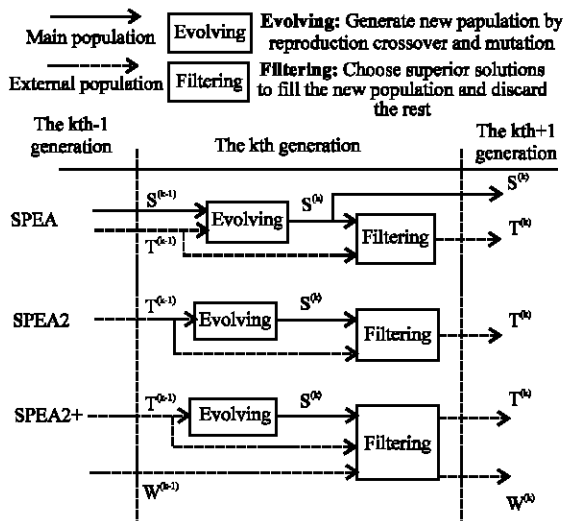 Main population
Evolving
Evolving: Generate new papulation by
reproduction crossover and mutation
External population
Filtering
Filtering: Choose superior solutions
to fill the new population and discard
the rest
The kth-1
generation
The kth generation
The kth+1
generation
SPEA
S^(k-1)
T^(k-1)
Evolving
S^(k)
Filtering
S^(k)
T^(k)
SPEA2
T^(k-1)
Evolving
S^(k)
Filtering
T^(k)
SPEA2+
T^(k-1)
Evolving
S^(k)
Filtering
T^(k)
W^(k-1)
W^(k)